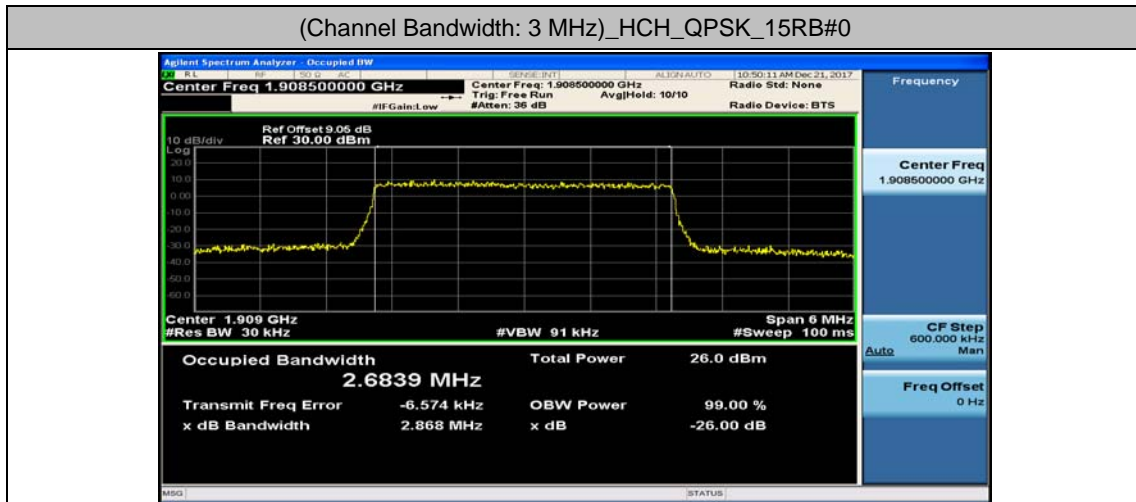 (Channel Bandwidth: 3 MHz)_HCH_QPSK_15RB#0
Agilent Spectrum Analyzer - Occupied BW
LXI RL RF 50 Ω AC SENSE:INT ALIGN AUTO 10:50:11 AM Dec 21, 2017
Center Freq 1.908500000 GHz
Center Freq: 1.908500000 GHz
Radio Std: None
Trig: Free Run Avg|Hold: 10/10
#IFGain:Low #Atten: 36 dB Radio Device: BTS
Ref Offset 9.05 dB
10 dB/div Ref 30.00 dBm
Log
20.0
10.0
0.00
-10.0
-20.0
-30.0
-40.0
-50.0
-60.0
Center 1.909 GHz Span 6 MHz
#Res BW 30 kHz #VBW 91 kHz #Sweep 100 ms
Occupied Bandwidth Total Power 26.0 dBm
2.6839 MHz
Transmit Freq Error -6.574 kHz OBW Power 99.00 %
x dB Bandwidth 2.868 MHz x dB -26.00 dB
MSG STATUS
Frequency
Center Freq
1.908500000 GHz
CF Step
600.000 kHz
Auto Man
Freq Offset
0 Hz